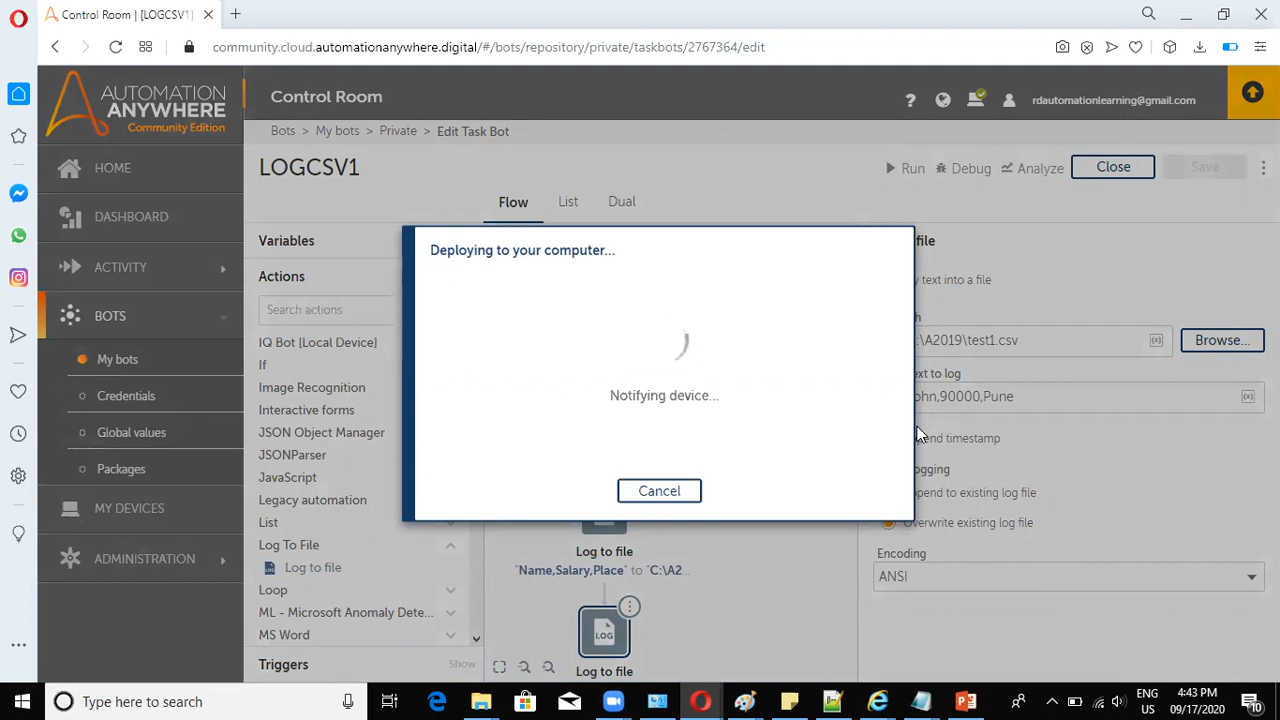 Control Room | [LOGCSV1]
community.cloud.automationanywhere.digital/#/bots/repository/private/taskbots/2767364/edit
AUTOMATION
ANYWHERE
Community Edition
Control Room
rdautomationlearning@gmail.com
Bots > My bots > Private > Edit Task Bot
HOME
DASHBOARD
ACTIVITY
BOTS
My bots
Credentials
Global values
Packages
MY DEVICES
ADMINISTRATION
LOGCSV1
Run
Debug
Analyze
Close
Save
Flow
List
Dual
Variables
Actions
Search actions
IQ Bot [Local Device]
If
Image Recognition
Interactive forms
JSON Object Manager
JSONParser
JavaScript
Legacy automation
List
Log To File
Log to file
Loop
ML - Microsoft Anomaly Dete...
MS Word
Triggers
Show
Deploying to your computer...
Notifying device...
Cancel
Log to file
"Name,Salary,Place" to "C:\A2...
LOG
Log to file
file
text into a file
:\A2019\test1.csv
Browse...
ext to log
ohn,90000,Pune
end timestamp
ogging
pend to existing log file
Overwrite existing log file
Encoding
ANSI
Type here to search
ENG
US
4:43 PM
09/17/2020
10